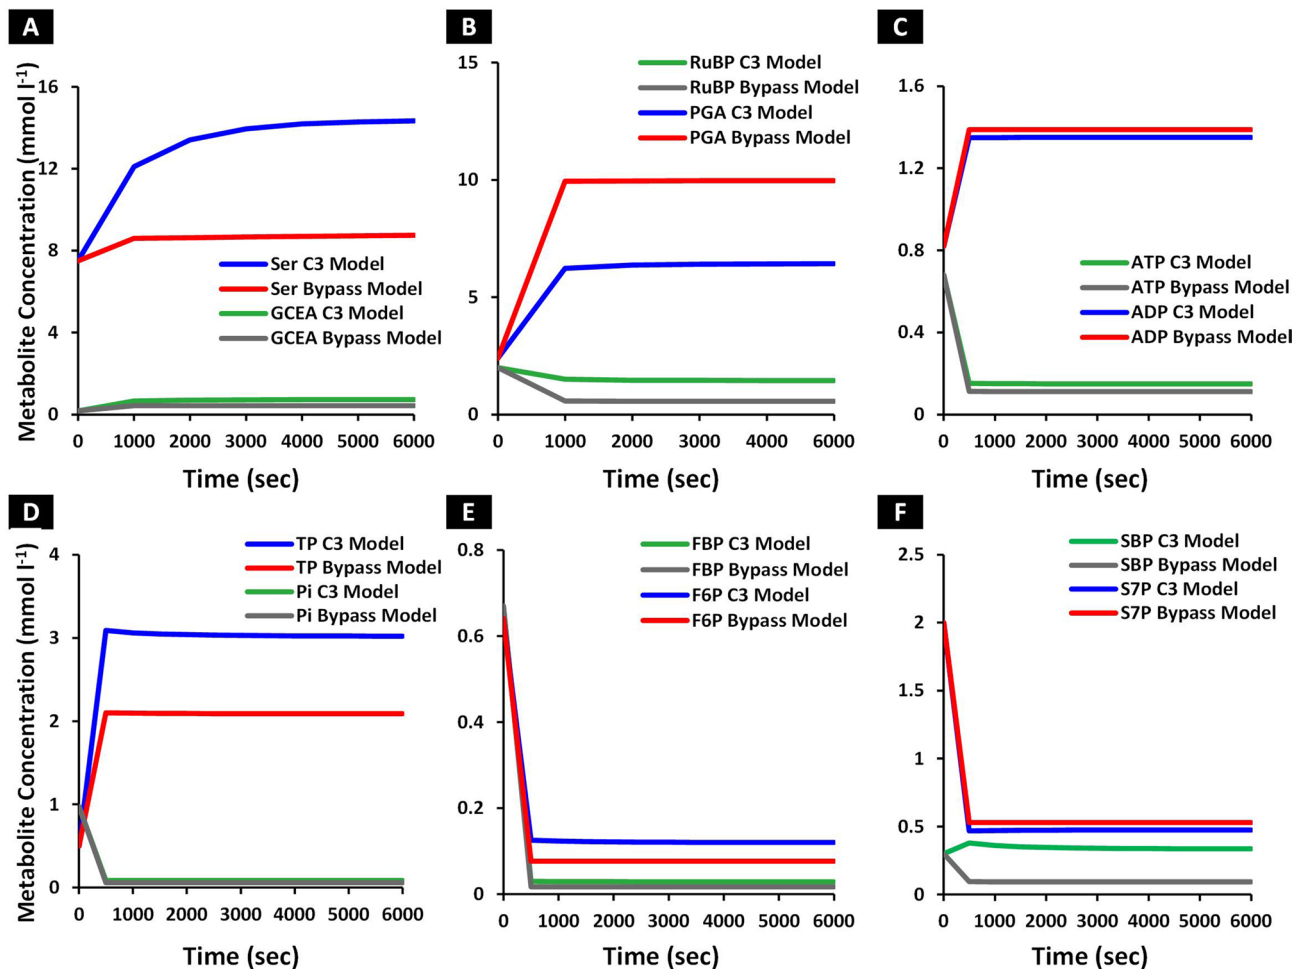 A
Metabolite Concentration (mmol l-1)
16
12
8
4
0
Ser C3 Model
Ser Bypass Model
GCEA C3 Model
GCEA Bypass Model
0 1000 2000 3000 4000 5000 6000
Time (sec)
B
15
10
5
0
RuBP C3 Model
RuBP Bypass Model
PGA C3 Model
PGA Bypass Model
0 1000 2000 3000 4000 5000 6000
Time (sec)
C
1.6
1.2
0.8
0.4
0
ATP C3 Model
ATP Bypass Model
ADP C3 Model
ADP Bypass Model
0 1000 2000 3000 4000 5000 6000
Time (sec)
D
Metabolite Concentration (mmol l-1)
4
3
2
1
0
TP C3 Model
TP Bypass Model
Pi C3 Model
Pi Bypass Model
0 1000 2000 3000 4000 5000 6000
Time (sec)
E
0.8
0.6
0.4
0.2
0
FBP C3 Model
FBP Bypass Model
F6P C3 Model
F6P Bypass Model
0 1000 2000 3000 4000 5000 6000
Time (sec)
F
2.5
2
1.5
1
0.5
0
SBP C3 Model
SBP Bypass Model
S7P C3 Model
S7P Bypass Model
0 1000 2000 3000 4000 5000 6000
Time (sec)